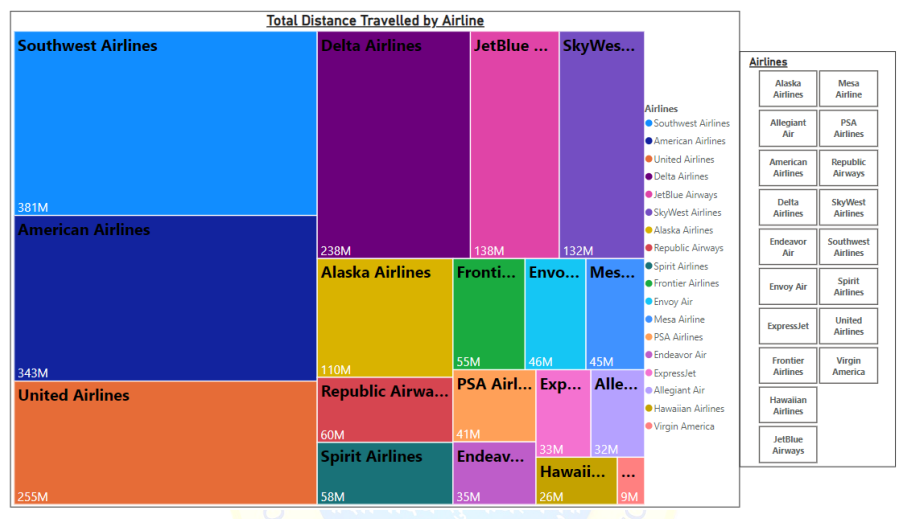 Total Distance Travelled by Airline
Southwest Airlines
381M
American Airlines
343M
United Airlines
255M
Delta Airlines
238M
JetBlue ...
138M
SkyWes...
132M
Alaska Airlines
110M
Republic Airwa...
60M
Spirit Airlines
58M
Fronti...
55M
Envo...
46M
Mes...
45M
PSA Airl...
41M
Endeav...
35M
Exp...
33M
Alle...
32M
Hawaii...
26M
...
9M
Airlines
Southwest Airlines
American Airlines
United Airlines
Delta Airlines
JetBlue Airways
SkyWest Airlines
Alaska Airlines
Republic Airways
Spirit Airlines
Frontier Airlines
Envoy Air
Mesa Airline
PSA Airlines
Endeavor Air
ExpressJet
Allegiant Air
Hawaiian Airlines
Virgin America
Airlines
Alaska
Airlines
Mesa
Airline
Allegiant
Air
PSA
Airlines
American
Airlines
Republic
Airways
Delta
Airlines
SkyWest
Airlines
Endeavor
Air
Southwest
Airlines
Envoy Air
Spirit
Airlines
ExpressJet
United
Airlines
Frontier
Airlines
Virgin
America
Hawaiian
Airlines
JetBlue
Airways